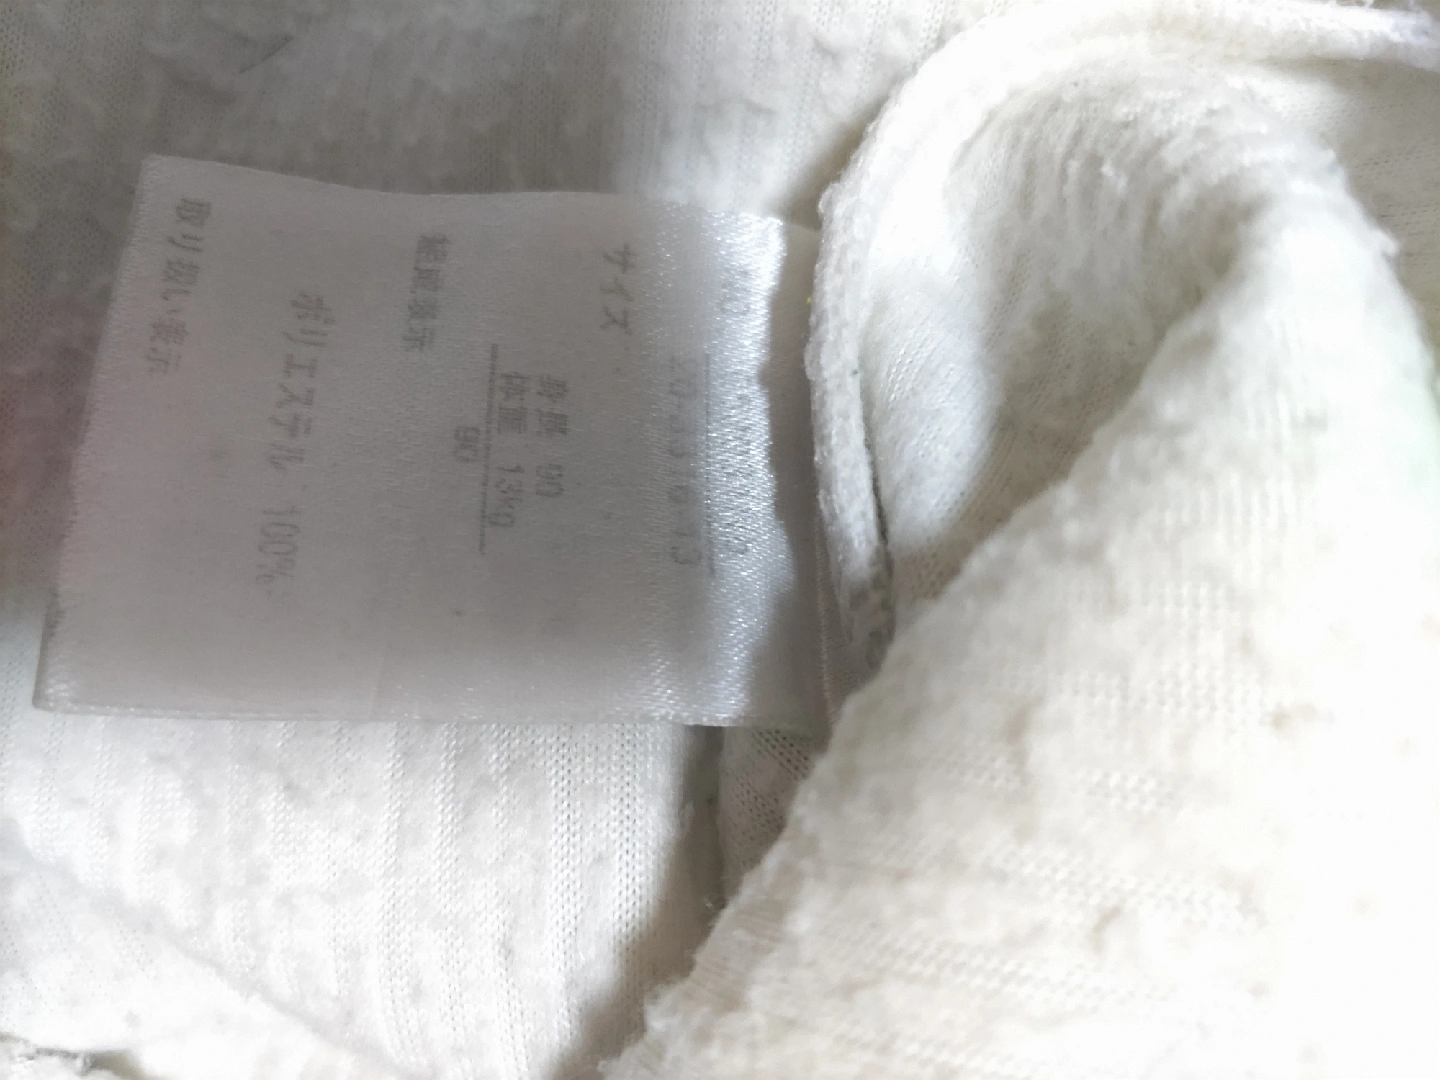 サイズ
身長 90
体重 13kg
90
組成表示
ポリエステル 100%
取り扱い表示